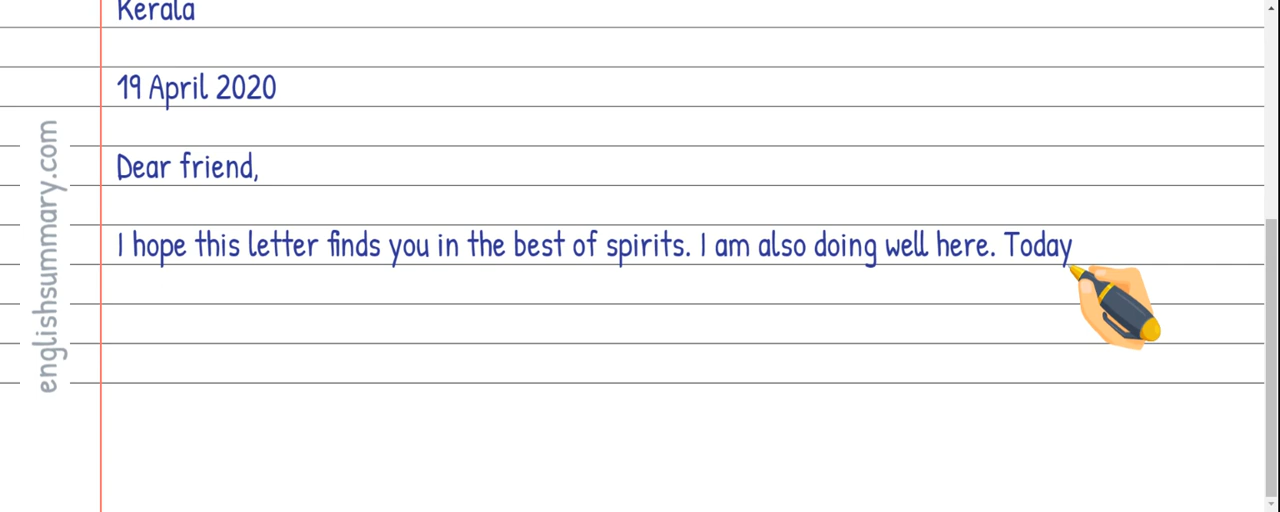 Kerala
19 April 2020
Dear friend,
I hope this letter finds you in the best of spirits. I am also doing well here. Today
englishsummary.com